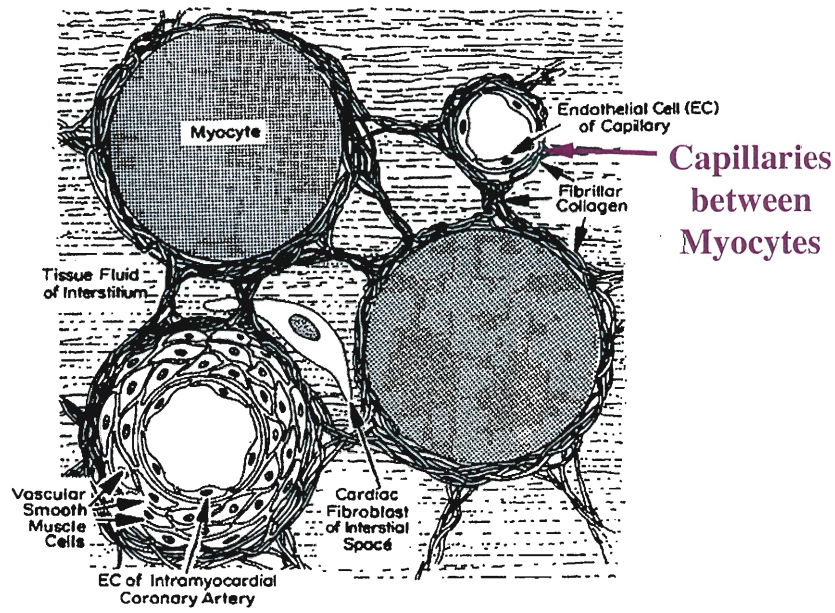 Myocyte
Endothelial Cell (EC)
of Capillary
Capillaries
between
Myocytes
Fibrillar
Collagen
Tissue Fluid
of Interstitium
Vascular
Smooth
Muscle
Cells
Cardiac
Fibroblast
of Interstial
Space
EC of Intramyocardial
Coronary Artery